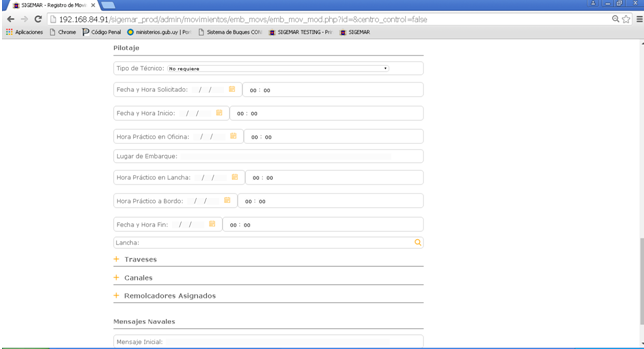 SIGEMAR - Registro de Movi
192.168.84.91/sigemar_prod/admin/movimientos/emb_movs/emb_mov_mod.php?id=&centro_control=false
Aplicaciones Chrome Código Penal ministerios.gub.uy | Por Sistema de Buques CON SIGEMAR TESTING - Pro SIGEMAR
Pilotaje
Tipo de Técnico: No requiere
Fecha y Hora Solicitado: / / 00 : 00
Fecha y Hora Inicio: / / 00 : 00
Hora Práctico en Oficina: / / 00 : 00
Lugar de Embarque:
Hora Práctico en Lancha: / / 00 : 00
Hora Práctico a Bordo: / / 00 : 00
Fecha y Hora Fin: / / 00 : 00
Lancha:
+ Traveses
+ Canales
+ Remolcadores Asignados
Mensajes Navales
Mensaje Inicial: